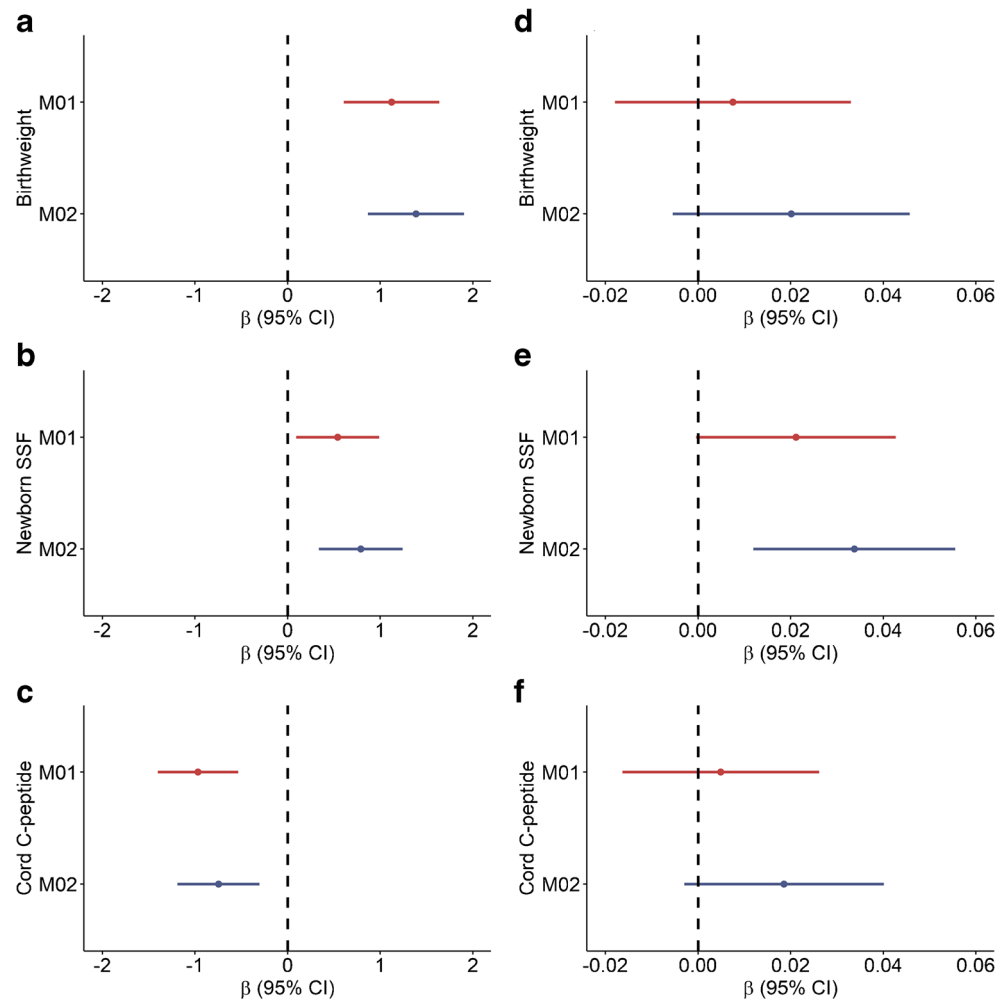 a
Birthweight
M01
M02
-2 -1 0 1 2
β (95% CI)
d
Birthweight
M01
M02
-0.02 0.00 0.02 0.04 0.06
β (95% CI)
b
Newborn SSF
M01
M02
-2 -1 0 1 2
β (95% CI)
e
Newborn SSF
M01
M02
-0.02 0.00 0.02 0.04 0.06
β (95% CI)
c
Cord C-peptide
M01
M02
-2 -1 0 1 2
β (95% CI)
f
Cord C-peptide
M01
M02
-0.02 0.00 0.02 0.04 0.06
β (95% CI)